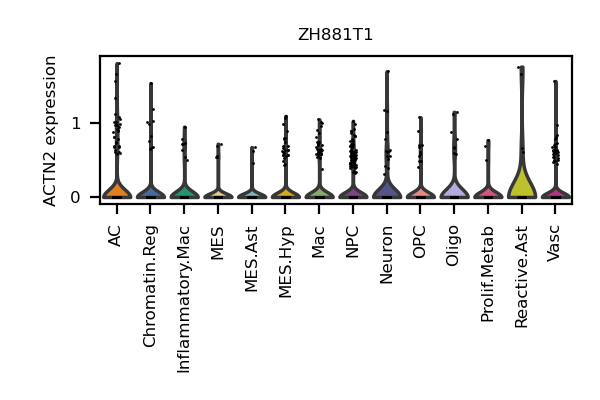 ZH881T1
ACTN2 expression
1
0
AC
Chromatin.Reg
Inflammatory.Mac
MES
MES.Ast
MES.Hyp
Mac
NPC
Neuron
OPC
Oligo
Prolif.Metab
Reactive.Ast
Vasc